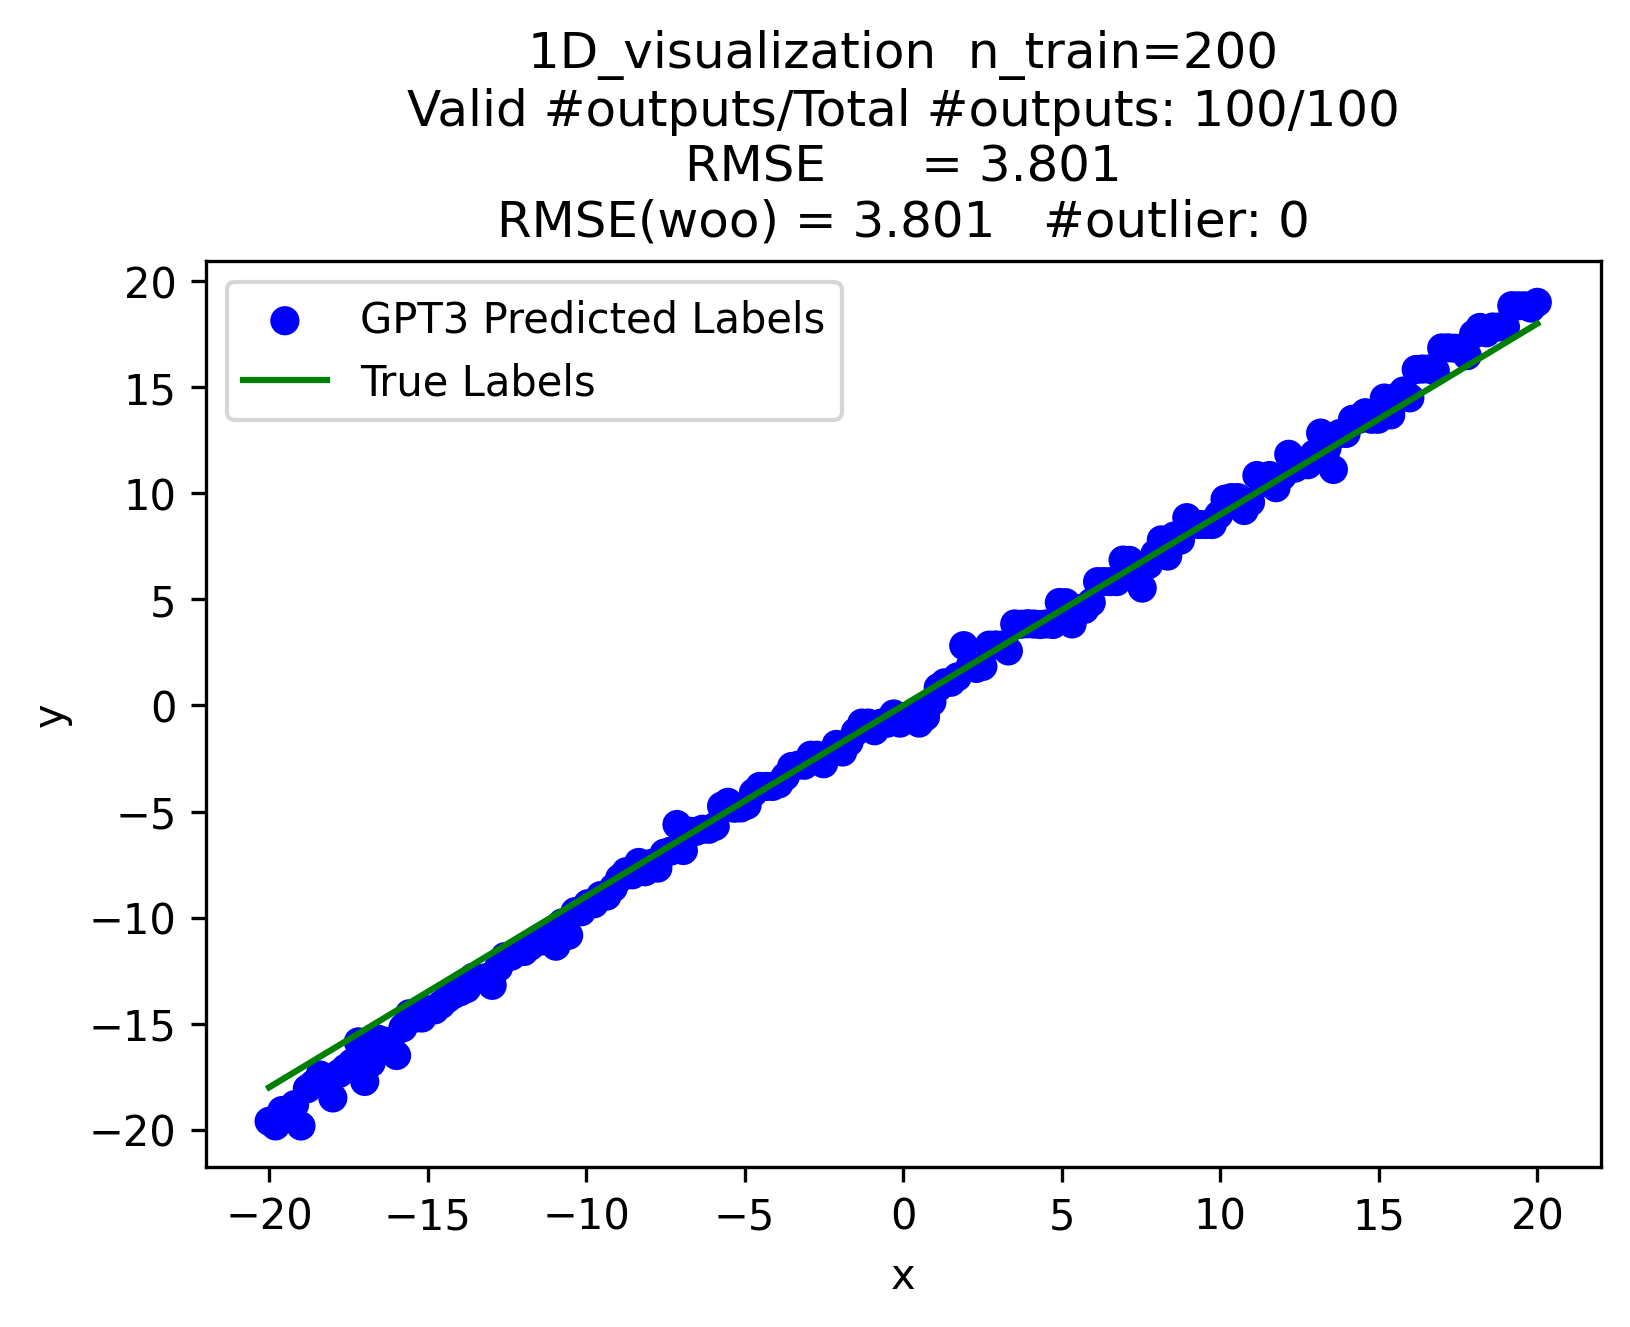 1D_visualization  n_train=200
Valid #outputs/Total #outputs: 100/100
RMSE      = 3.801
RMSE(woo) = 3.801   #outlier: 0
GPT3 Predicted Labels
True Labels
20
15
10
5
0
−5
−10
−15
−20
y
−20 −15 −10 −5 0 5 10 15 20
x